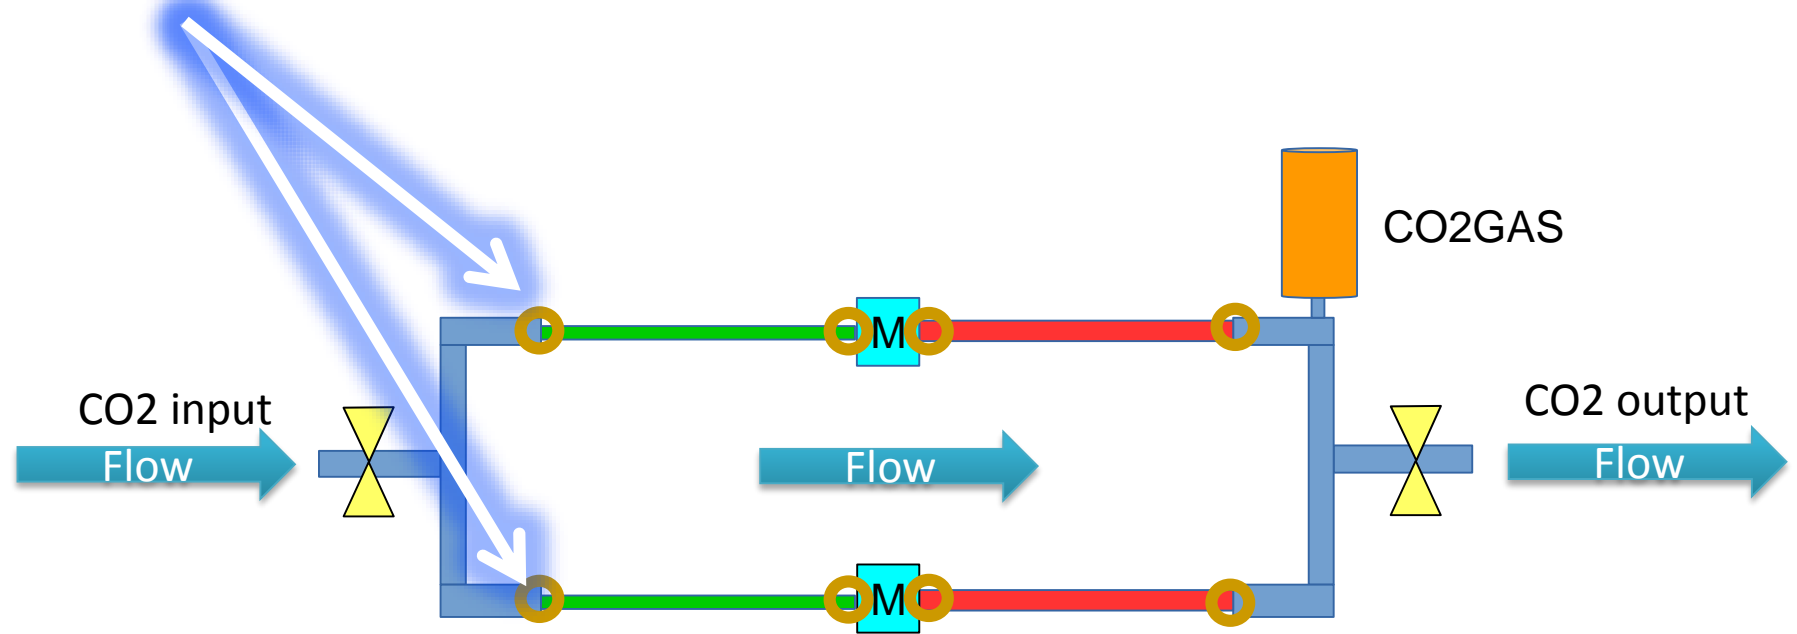 CO2GAS
M
CO2 input
CO2 output
Flow
Flow
Flow
M